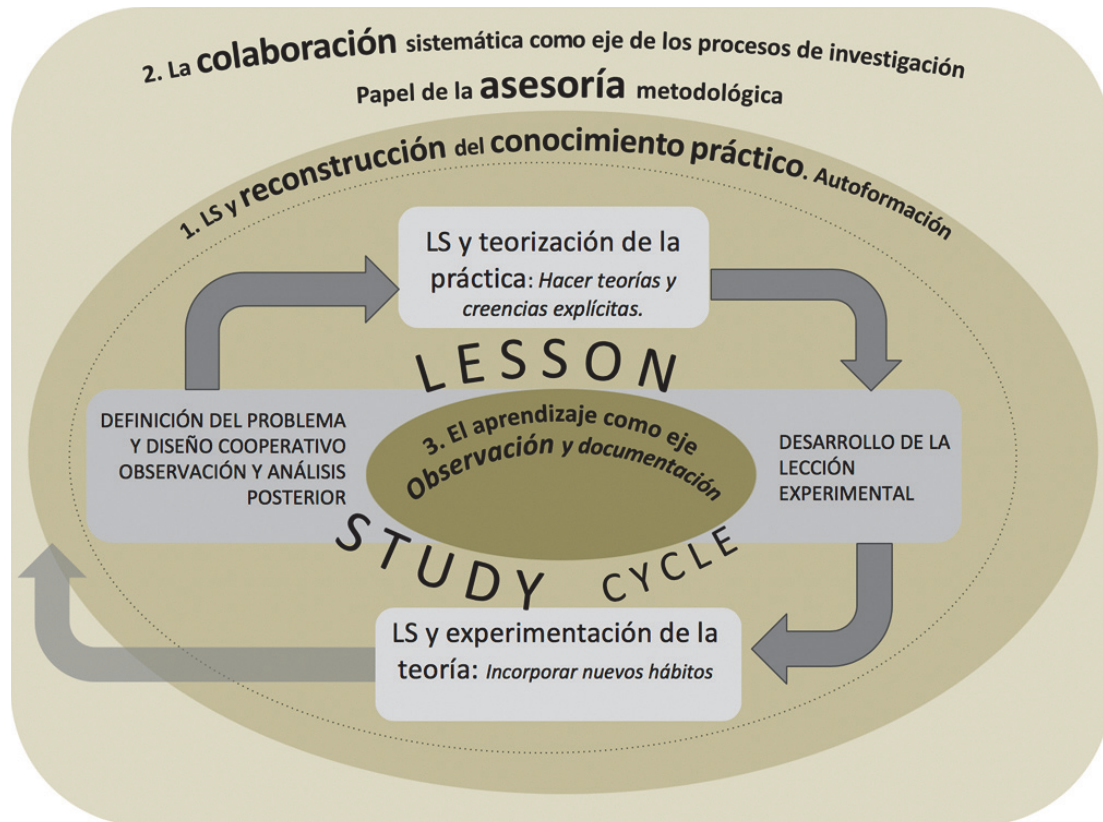 2. La colaboración sistemática como eje de los procesos de investigación
Papel de la asesoría metodológica
1. LS y reconstrucción del conocimiento práctico. Autoformación
LS y teorización de la
práctica: Hacer teorías y
creencias explícitas.
LESSON
DEFINICIÓN DEL PROBLEMA
Y DISEÑO COOPERATIVO
OBSERVACIÓN Y ANÁLISIS
POSTERIOR
3. El aprendizaje como eje
Observación y documentación
DESARROLLO DE LA
LECCIÓN
EXPERIMENTAL
STUDY CYCLE
LS y experimentación de la
teoría: Incorporar nuevos hábitos